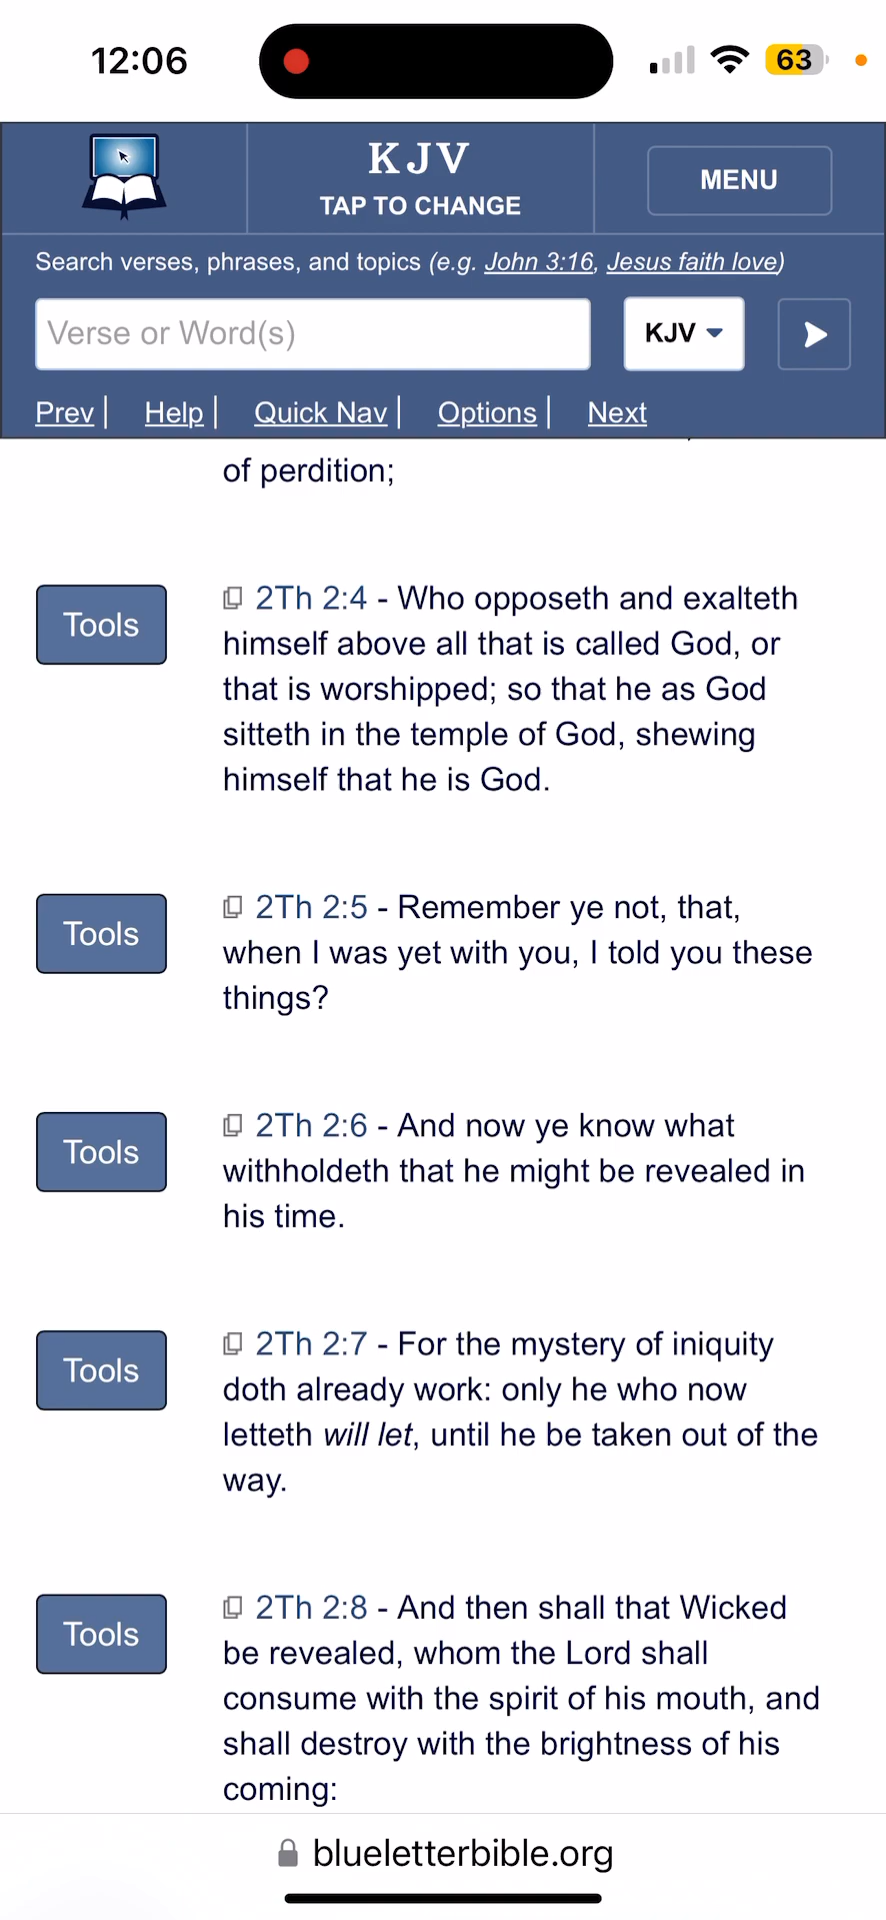 12:06
63
KJV
TAP TO CHANGE
MENU
Search verses, phrases, and topics (e.g. John 3:16, Jesus faith love)
Verse or Word(s)
KJV
Prev | Help | Quick Nav | Options | Next
of perdition;
Tools
2Th 2:4 - Who opposeth and exalteth
himself above all that is called God, or
that is worshipped; so that he as God
sitteth in the temple of God, shewing
himself that he is God.
Tools
2Th 2:5 - Remember ye not, that,
when I was yet with you, I told you these
things?
Tools
2Th 2:6 - And now ye know what
withholdeth that he might be revealed in
his time.
Tools
2Th 2:7 - For the mystery of iniquity
doth already work: only he who now
letteth will let, until he be taken out of the
way.
Tools
2Th 2:8 - And then shall that Wicked
be revealed, whom the Lord shall
consume with the spirit of his mouth, and
shall destroy with the brightness of his
coming:
blueletterbible.org